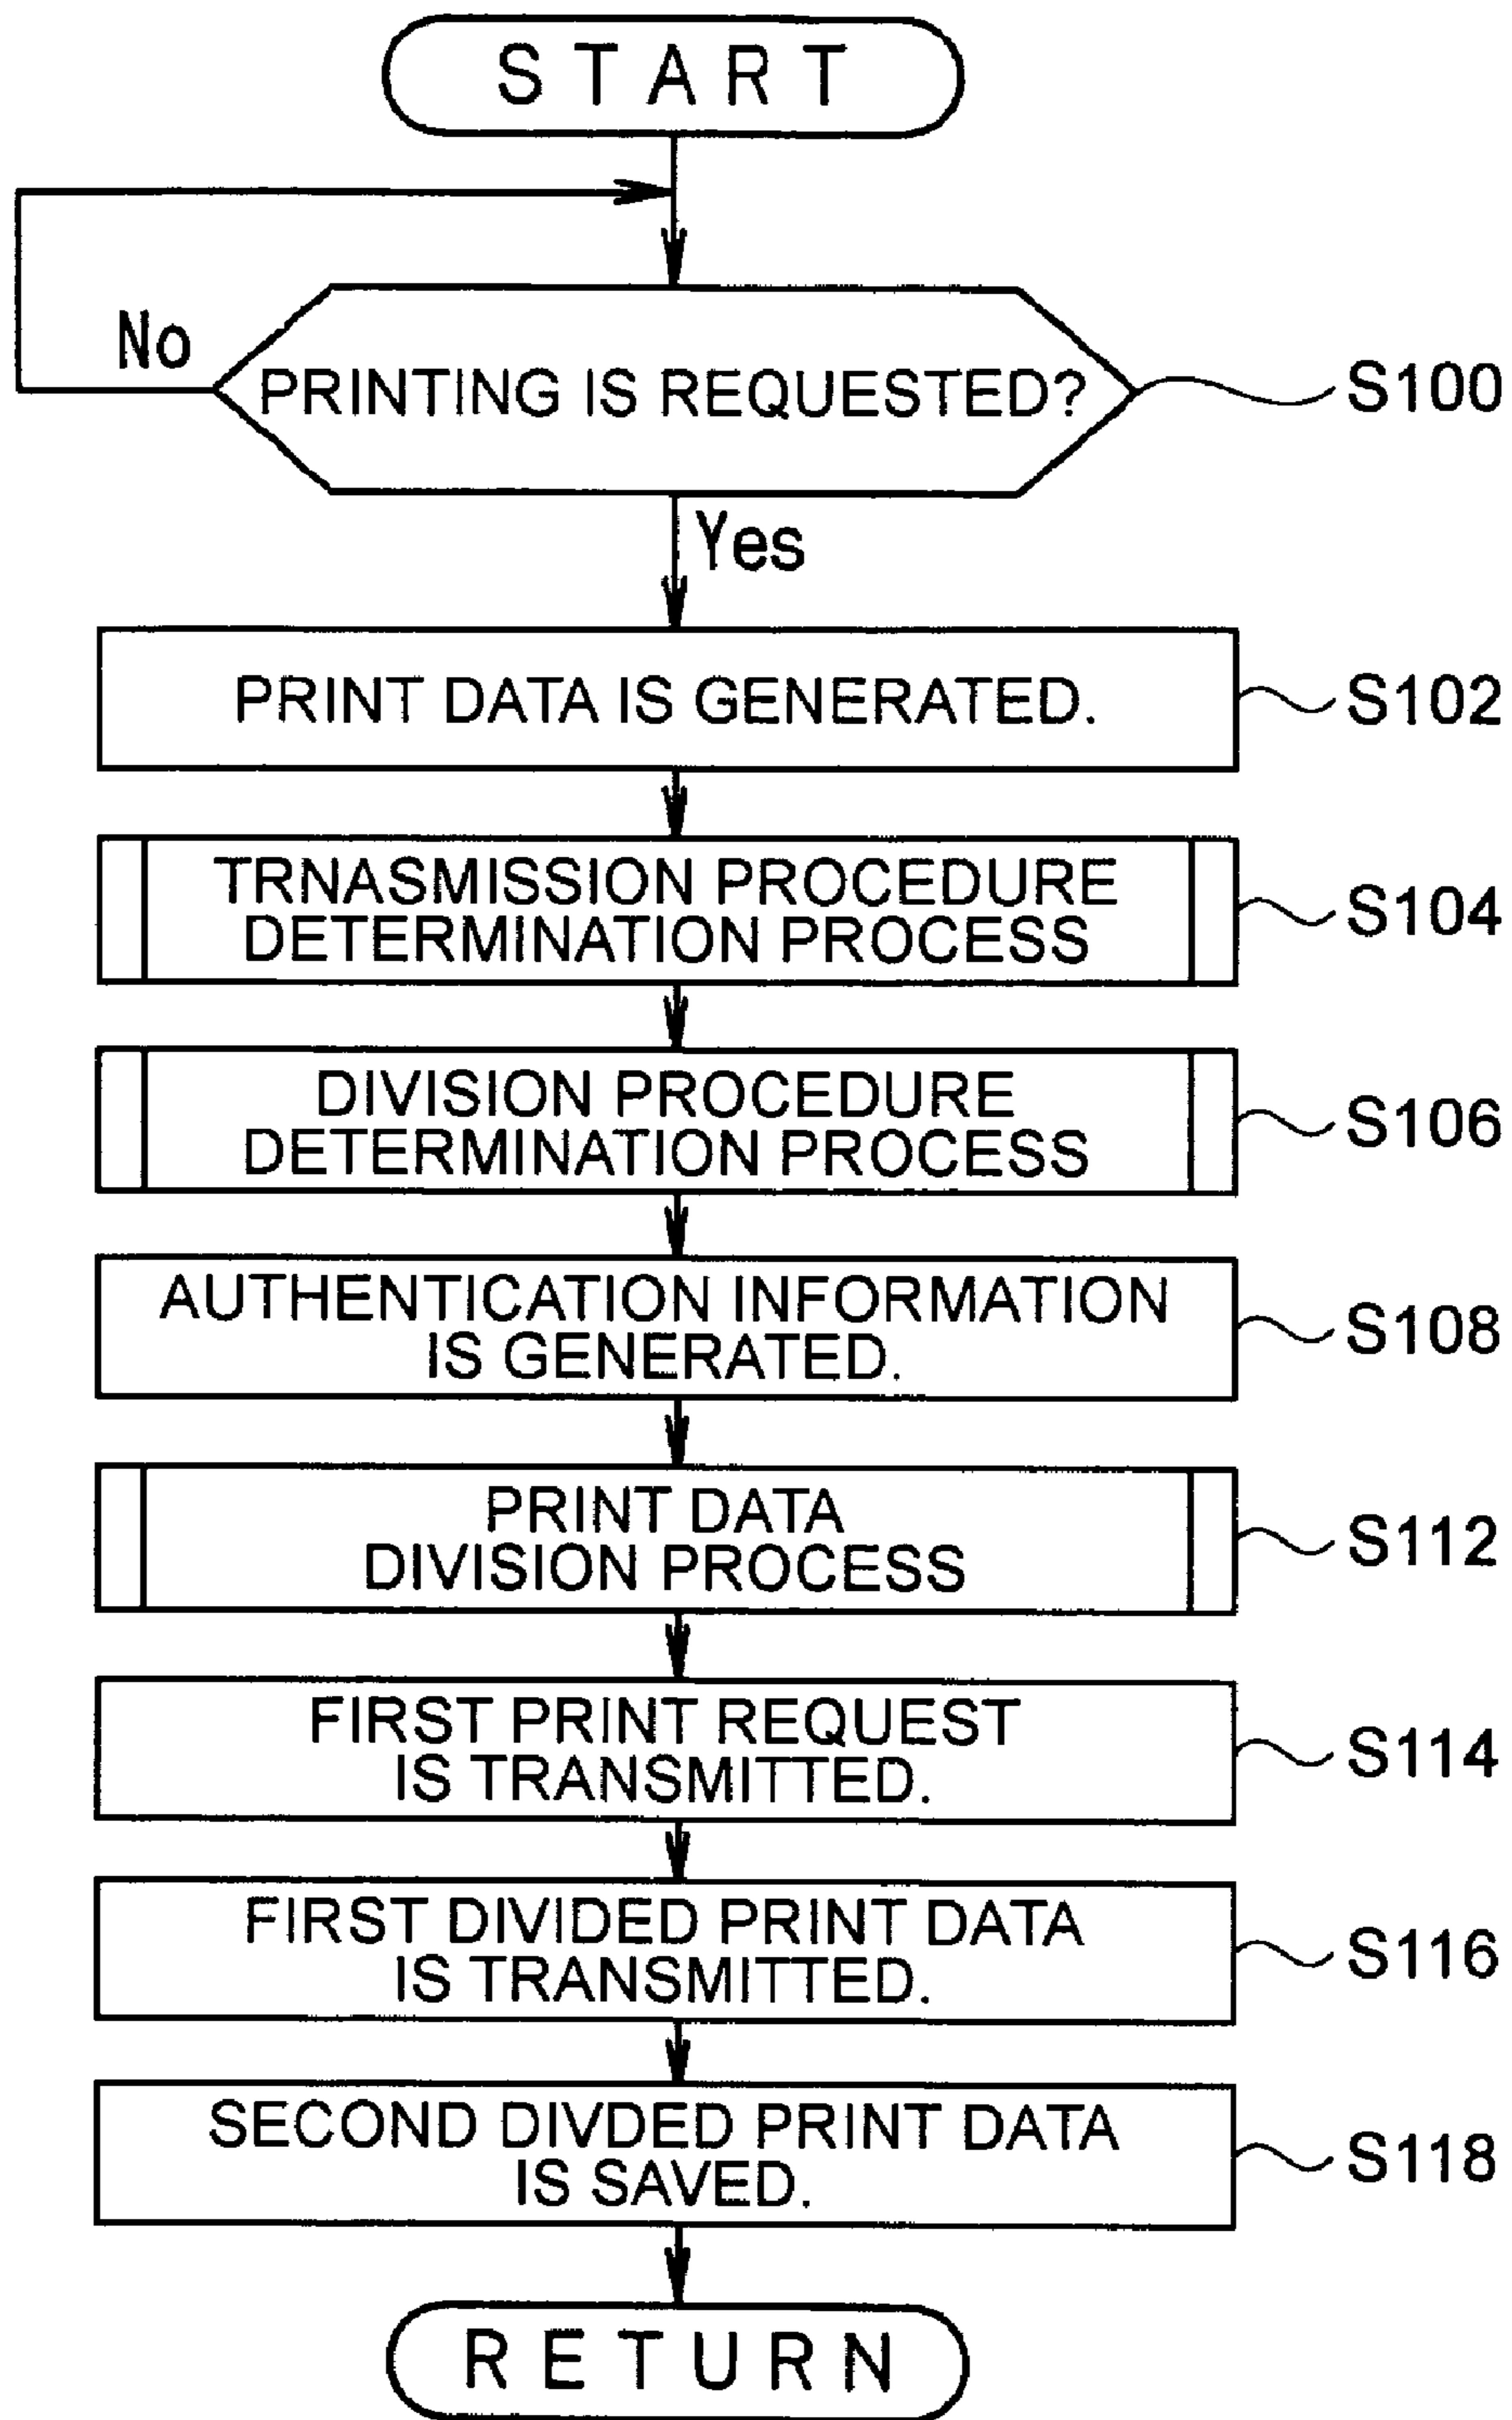 START
No
PRINTING IS REQUESTED?
S100
Yes
PRINT DATA IS GENERATED.
S102
TRNASMISSION PROCEDURE
DETERMINATION PROCESS
S104
DIVISION PROCEDURE
DETERMINATION PROCESS
S106
AUTHENTICATION INFORMATION
IS GENERATED.
S108
PRINT DATA
DIVISION PROCESS
S112
FIRST PRINT REQUEST
IS TRANSMITTED.
S114
FIRST DIVIDED PRINT DATA
IS TRANSMITTED.
S116
SECOND DIVDED PRINT DATA
IS SAVED.
S118
RETURN